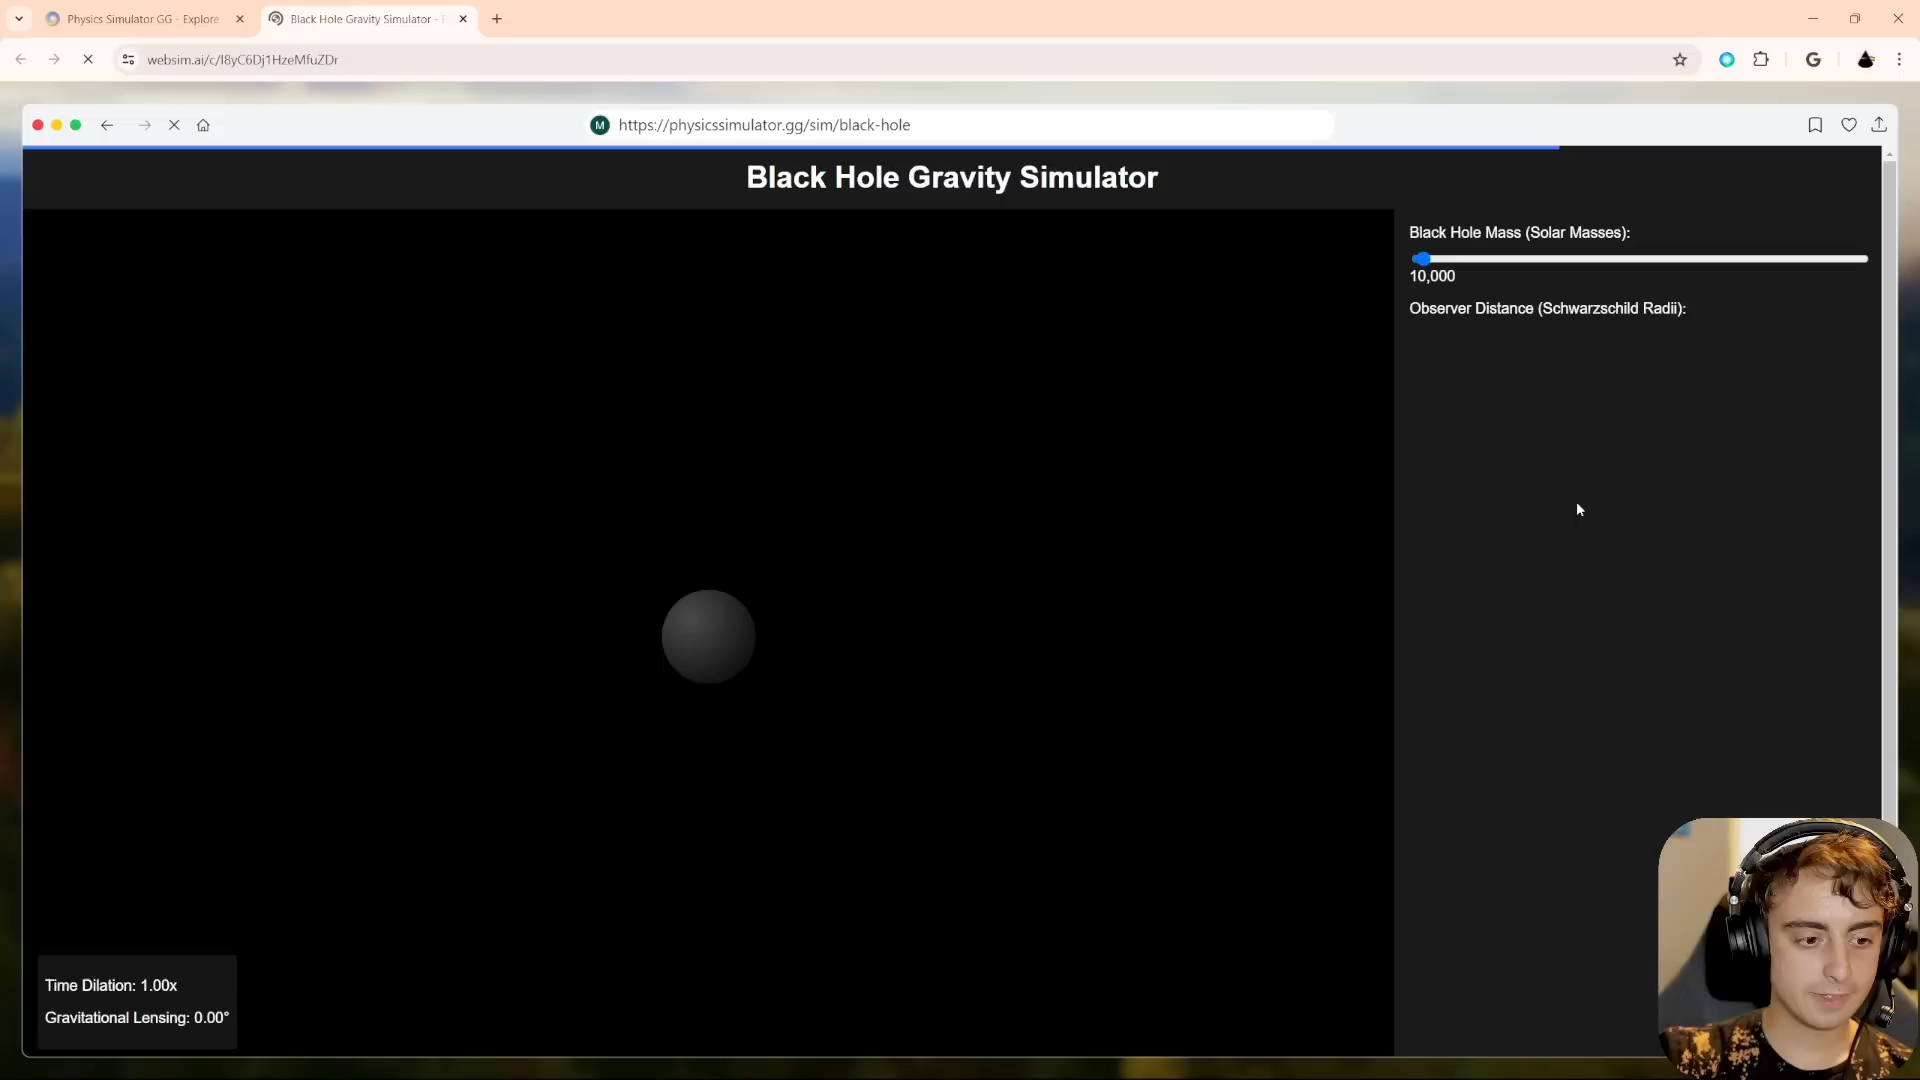 Physics Simulator GG - Explore
Black Hole Gravity Simulator -
websim.ai/c/I8yC6Dj1HzeMfuZDr
G
M
https://physicssimulator.gg/sim/black-hole
Black Hole Gravity Simulator
Black Hole Mass (Solar Masses):
10,000
Observer Distance (Schwarzschild Radii):
Time Dilation: 1.00x
Gravitational Lensing: 0.00°